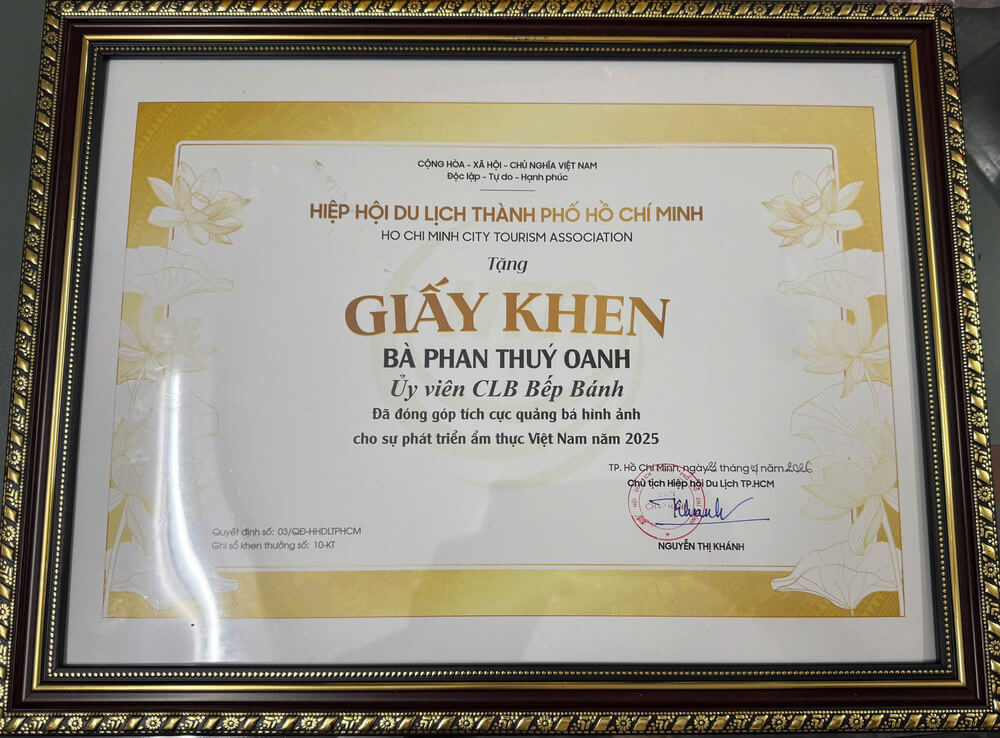 CỘNG HÒA - XÃ HỘI - CHỦ NGHĨA VIỆT NAM
Độc lập - Tự do - Hạnh phúc
HIỆP HỘI DU LỊCH THÀNH PHỐ HỒ CHÍ MINH
HO CHI MINH CITY TOURISM ASSOCIATION
Tặng
GIẤY KHEN
BÀ PHAN THUÝ OANH
Ủy viên CLB Bếp Bánh
Đã đóng góp tích cực quảng bá hình ảnh
cho sự phát triển ẩm thực Việt Nam năm 2025
TP. Hồ Chí Minh, ngày tháng năm 2026
Chủ tịch Hiệp hội Du Lịch TP.HCM
BAN
CHẤP HÀNH
Khanh
NGUYỄN THỊ KHÁNH
Quyết định số: 03/QĐ-HHDLTPHCM
Ghi sổ khen thưởng số: 10-KT